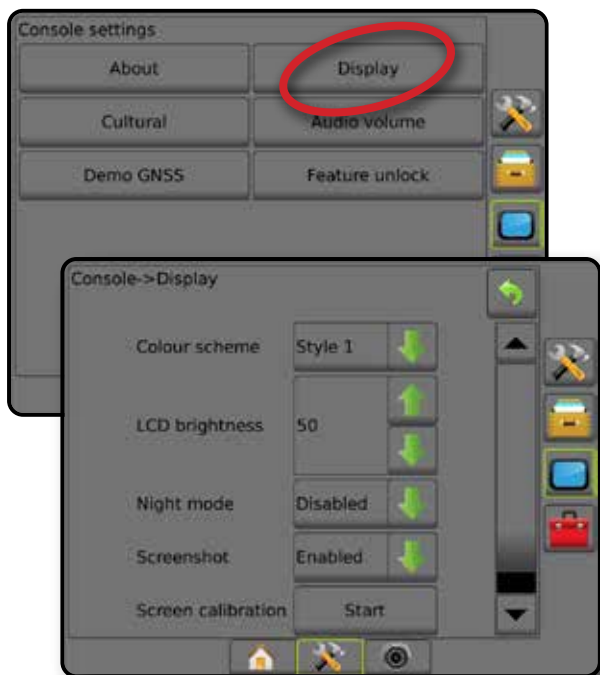 Console settings
About Display
Cultural Audio volume
Demo GNSS Feature unlock
Console->Display
Colour scheme Style 1
LCD brightness 50
Night mode Disabled
Screenshot Enabled
Screen calibration Start